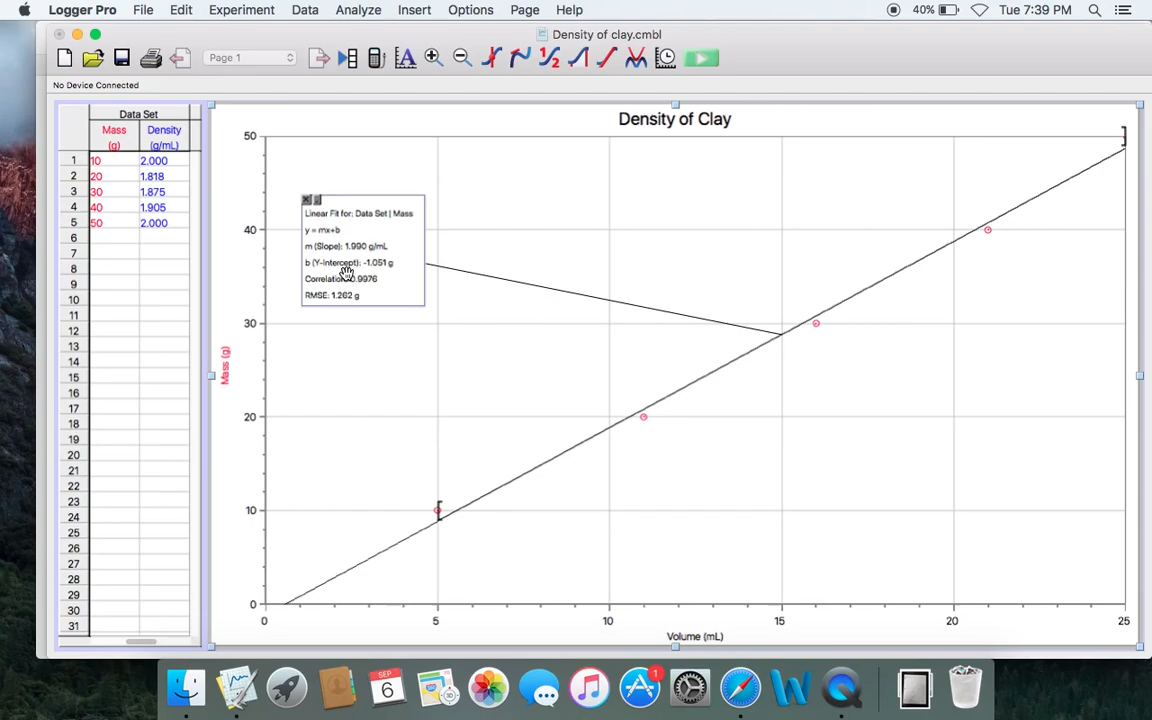 Logger Pro File Edit Experiment Data Analyze Insert Options Page Help 40% Tue 7:39 PM
Density of clay.cmbl
Page 1
No Device Connected
Data Set
Mass Density
(g) (g/mL)
1 10 2.000
2 20 1.818
3 30 1.875
4 40 1.905
5 50 2.000
6
7
8
9
10
11
12
13
14
15
16
17
18
19
20
21
22
23
24
25
26
27
28
29
30
31
Density of Clay
50
40
30
20
10
0
Mass (g)
Linear Fit for: Data Set | Mass
y = mx+b
m (Slope): 1.990 g/mL
b (Y-Intercept): -1.051 g
RMSE: 1.262 g
0 5 10 15 20 25
Volume (mL)
SEP
6
30
1
W